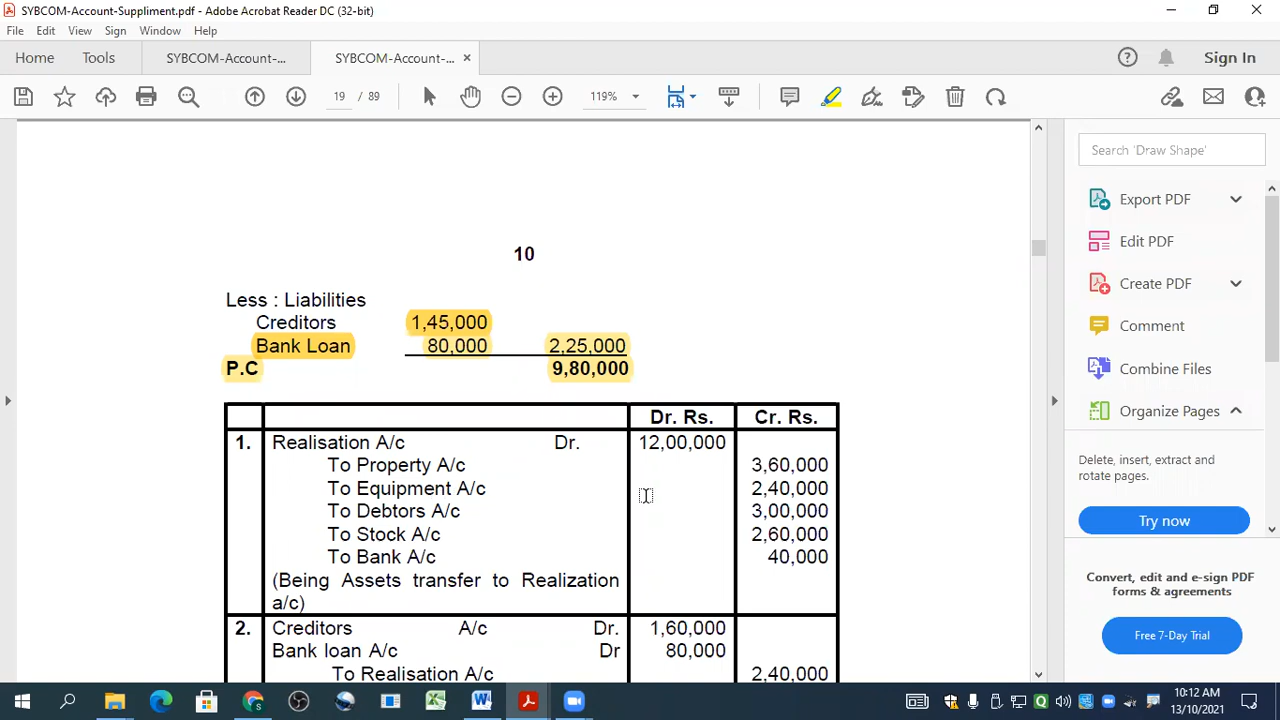 SYBCOM-Account-Suppliment.pdf - Adobe Acrobat Reader DC (32-bit)
File Edit View Sign Window Help
Home Tools SYBCOM-Account-... SYBCOM-Account-... × Sign In
19 / 89 119%
Search 'Draw Shape'
Export PDF
Edit PDF
Create PDF
Comment
Combine Files
Organize Pages
Delete, insert, extract and
rotate pages.
Try now
Convert, edit and e-sign PDF
forms & agreements
Free 7-Day Trial
10
Less : Liabilities
Creditors 1,45,000
Bank Loan 80,000 2,25,000
P.C 9,80,000
Dr. Rs. Cr. Rs.
1. Realisation A/c Dr. 12,00,000
To Property A/c 3,60,000
To Equipment A/c 2,40,000
To Debtors A/c 3,00,000
To Stock A/c 2,60,000
To Bank A/c 40,000
(Being Assets transfer to Realization
a/c)
2. Creditors A/c Dr. 1,60,000
Bank loan A/c Dr 80,000
To Realisation A/c 2,40,000
10:12 AM
13/10/2021